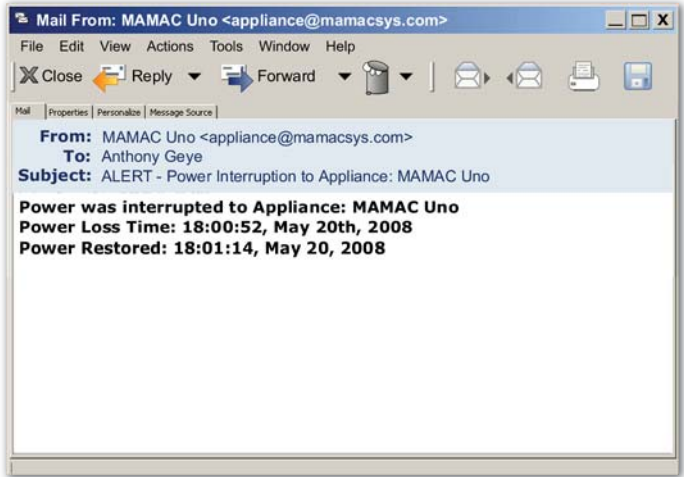 Mail From: MAMAC Uno <appliance@mamacsys.com>
File Edit View Actions Tools Window Help
Close Reply Forward
Mail Properties Personalize Message Source
From: MAMAC Uno <appliance@mamacsys.com>
To: Anthony Geye
Subject: ALERT - Power Interruption to Appliance: MAMAC Uno
Power was interrupted to Appliance: MAMAC Uno
Power Loss Time: 18:00:52, May 20th, 2008
Power Restored: 18:01:14, May 20, 2008